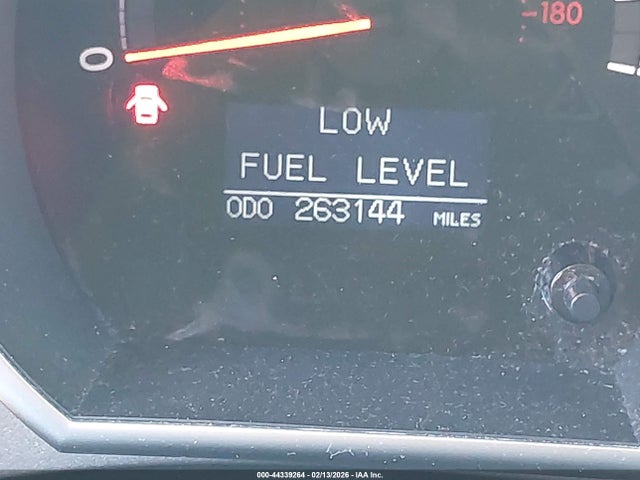 -180
0
LOW
FUEL LEVEL
ODO 263144 MILES
000-44339264 - 02/13/2026 - IAA Inc.